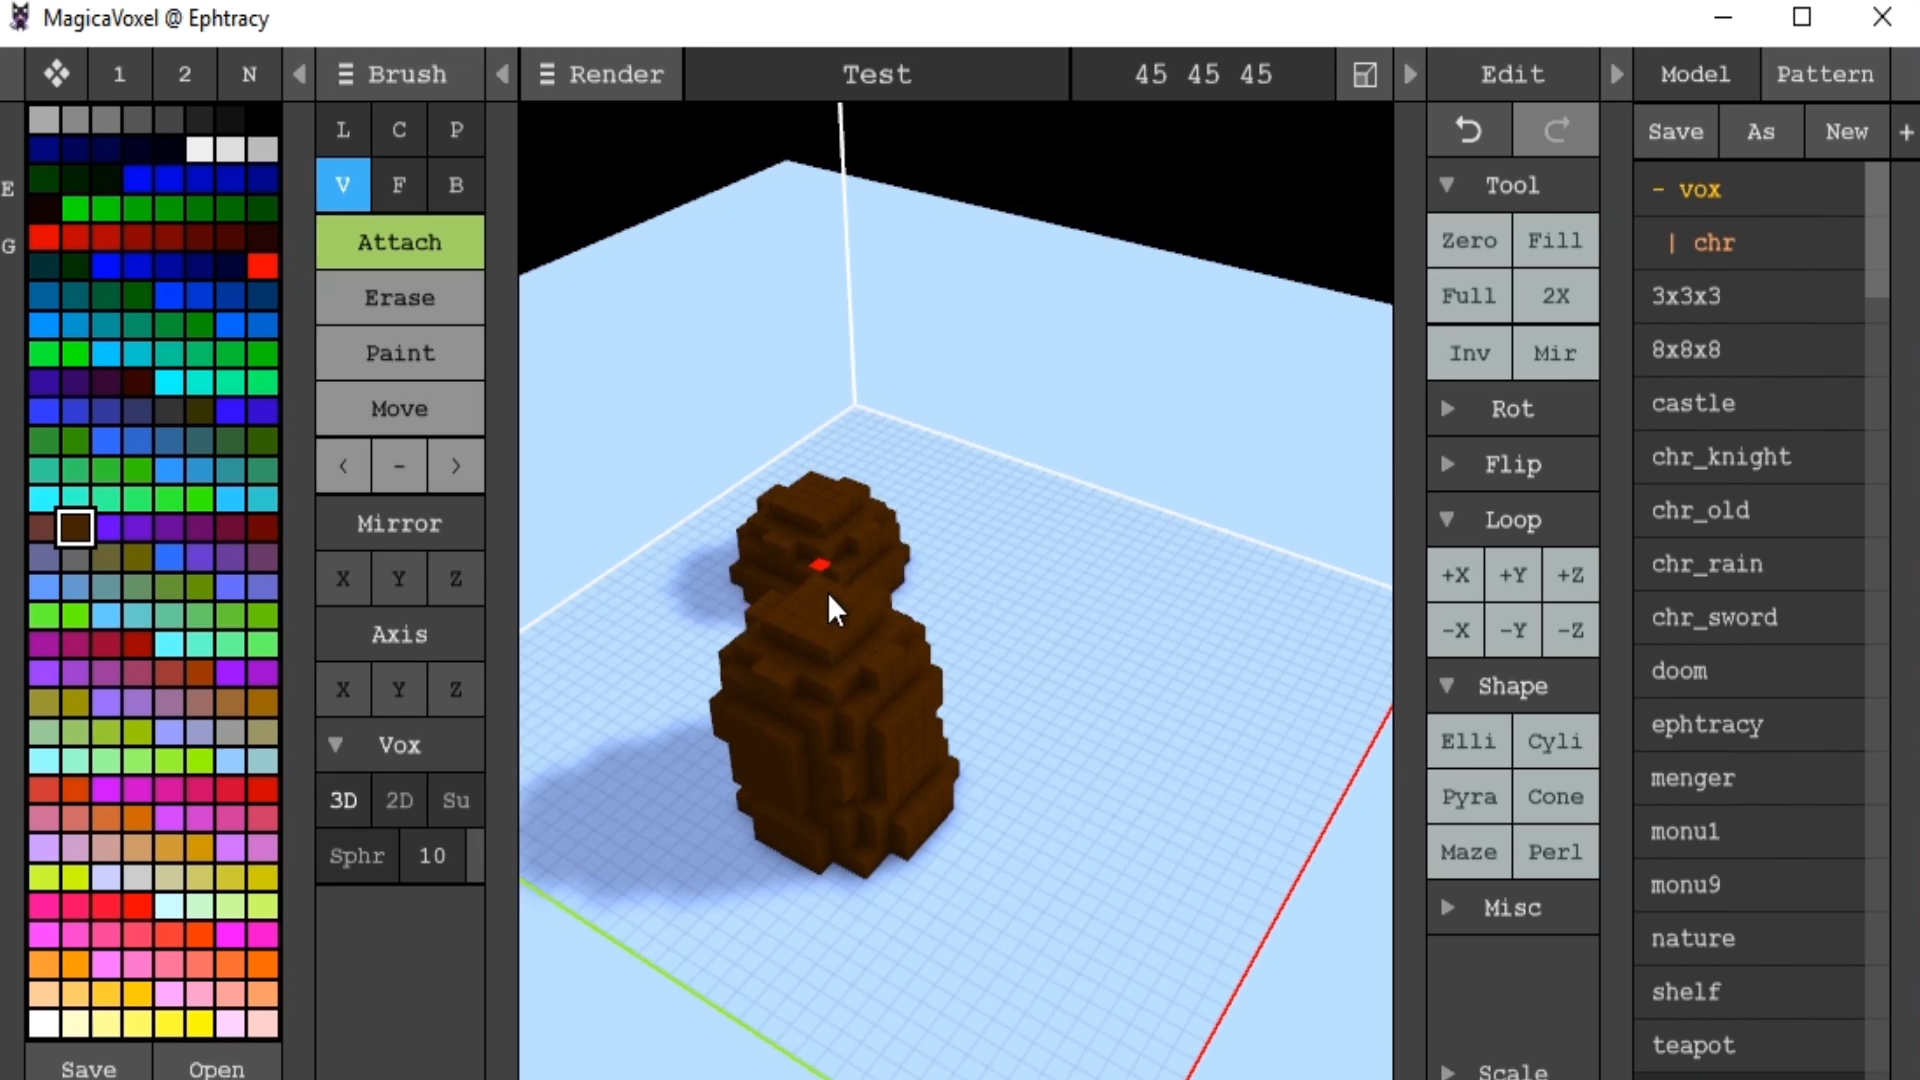 MagicaVoxel @ Ephtracy
1 2 N Brush Render Test 45 45 45 Edit Model Pattern
L C P Save As New +
E V F B Tool - vox
G Attach Zero Fill | chr
Erase Full 2X 3x3x3
Paint Inv Mir 8x8x8
Move Rot castle
< - > Flip chr_knight
Mirror Loop chr_old
X Y Z +X +Y +Z chr_rain
Axis -X -Y -Z chr_sword
X Y Z Shape doom
Vox Elli Cyli ephtracy
3D 2D Su Pyra Cone menger
Sphr 10 Maze Perl monu1
Misc monu9
nature
shelf
Save Open Scale teapot